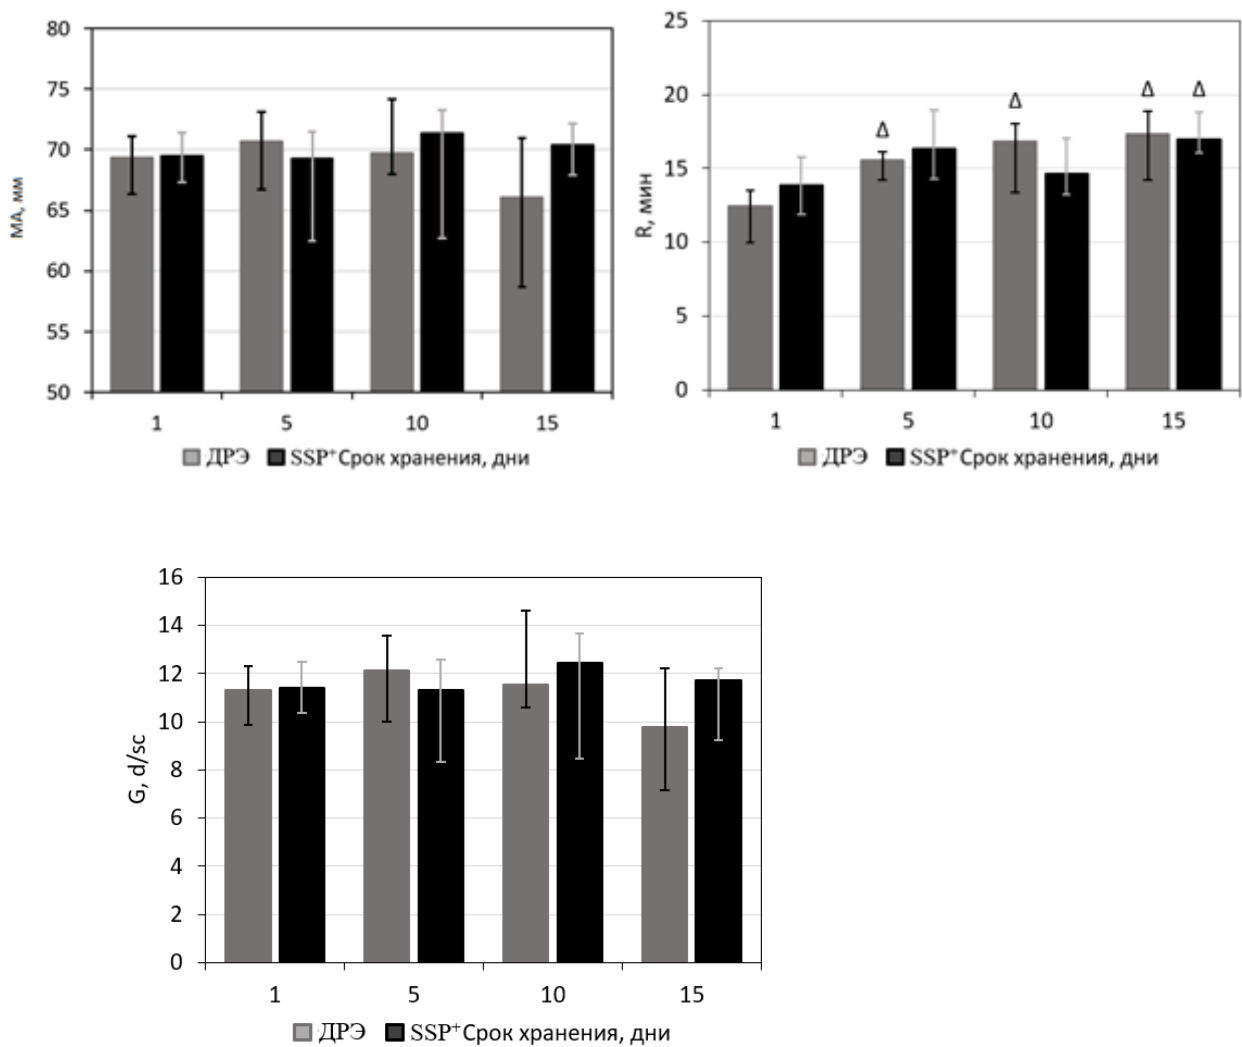 80
75
70
65
60
55
50
МА, мм
1 5 10 15
ДРЭ SSP⁺ Срок хранения, дни
25
20
15
10
5
0
R, мин
Δ Δ Δ Δ Δ
1 5 10 15
ДРЭ SSP⁺ Срок хранения, дни
16
14
12
10
8
6
4
2
0
G, d/sc
1 5 10 15
ДРЭ SSP⁺ Срок хранения, дни